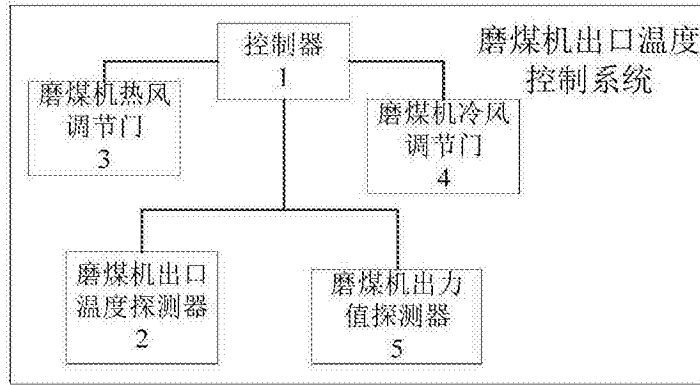 磨煤机出口温度
控制系统
控制器
1
磨煤机热风
调节门
3
磨煤机冷风
调节门
4
磨煤机出口
温度探测器
2
磨煤机出力
值探测器
5